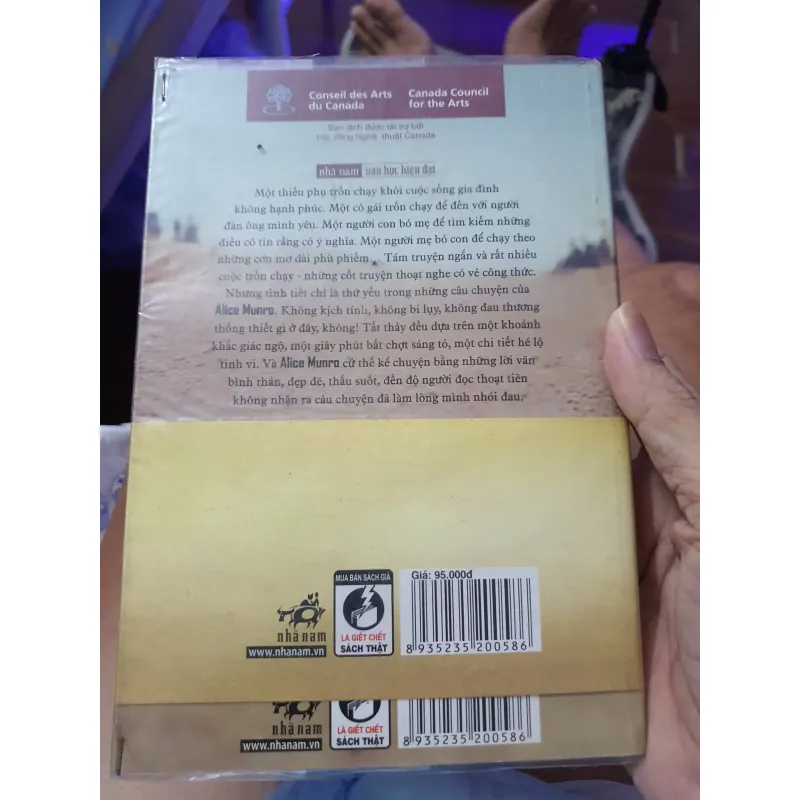 Conseil des Arts du Canada
Canada Council for the Arts
Bản dịch được tài trợ bởi
Hội đồng Nghệ thuật Canada
nhã nam văn học hiện đại
Một thiếu phụ trốn chạy khỏi cuộc sống gia đình
không hạnh phúc. Một cô gái trốn chạy để đến với người
đàn ông mình yêu. Một người con bỏ mẹ để tìm kiếm những
điều cô tin rằng có ý nghĩa. Một người mẹ bỏ con để chạy theo
những cơn mơ dài phù phiếm. Tám truyện ngắn và rất nhiều
cuộc trốn chạy - những cốt truyện thoạt nghe có vẻ công thức.
Nhưng tình tiết chỉ là thứ yếu trong những câu chuyện của
Alice Munro. Không kịch tính, không bi lụy, không đau thương
thống thiết gì ở đây, không! Tất thảy đều dựa trên một khoảnh
khắc giác ngộ, một giây phút bất chợt sáng tỏ, một chi tiết hé lộ
tinh vi. Và Alice Munro cứ thế kể chuyện bằng những lời văn
bình thản, đẹp đẽ, thấu suốt, đến độ người đọc thoạt tiên
không nhận ra câu chuyện đã làm lòng mình nhói đau.
nhã nam
www.nhanam.vn
MUA BÁN SÁCH GIẢ
LÀ GIẾT CHẾT
SÁCH THẬT
Giá: 95.000đ
8 935235 200586
nhã nam
www.nhanam.vn
LÀ GIẾT CHẾT
SÁCH THẬT
8 935235 200586